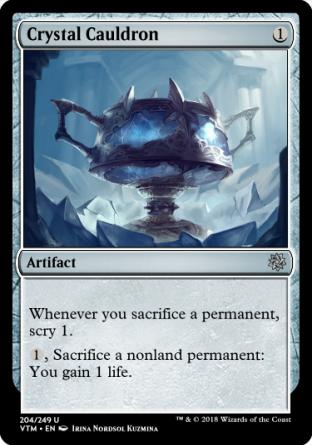 Crystal Cauldron 1
Artifact
Whenever you sacrifice a permanent,
scry 1.
1, Sacrifice a nonland permanent:
You gain 1 life.
204/249 U
VTM • EN Irina Nordsol Kuzmina
™ & © 2018 Wizards of the Coast